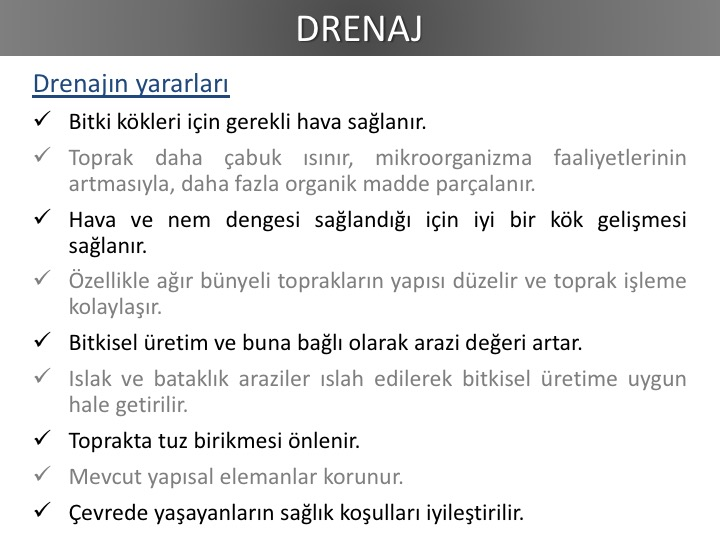 DRENAJ
Drenajın yararları
✓ Bitki kökleri için gerekli hava sağlanır.
✓ Toprak daha çabuk ısınır, mikroorganizma faaliyetlerinin
artmasıyla, daha fazla organik madde parçalanır.
✓ Hava ve nem dengesi sağlandığı için iyi bir kök gelişmesi
sağlanır.
✓ Özellikle ağır bünyeli toprakların yapısı düzelir ve toprak işleme
kolaylaşır.
✓ Bitkisel üretim ve buna bağlı olarak arazi değeri artar.
✓ Islak ve bataklık araziler ıslah edilerek bitkisel üretime uygun
hale getirilir.
✓ Toprakta tuz birikmesi önlenir.
✓ Mevcut yapısal elemanlar korunur.
✓ Çevrede yaşayanların sağlık koşulları iyileştirilir.